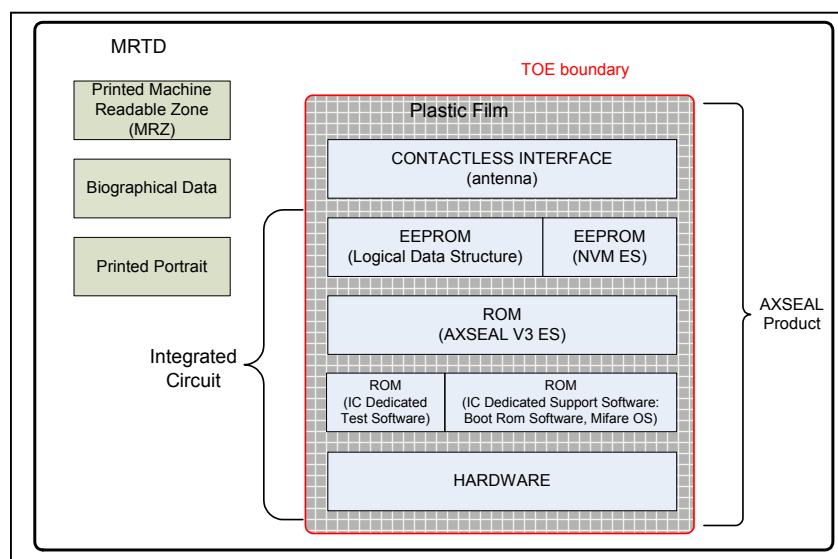 MRTD
TOE boundary
Printed Machine
Readable Zone
(MRZ)
Biographical Data
Printed Portrait
Integrated
Circuit
Plastic Film
CONTACTLESS INTERFACE
(antenna)
EEPROM
(Logical Data Structure)
EEPROM
(NVM ES)
ROM
(AXSEAL V3 ES)
ROM
(IC Dedicated
Test Software)
ROM
(IC Dedicated Support Software:
Boot Rom Software, Mifare OS)
HARDWARE
AXSEAL
Product